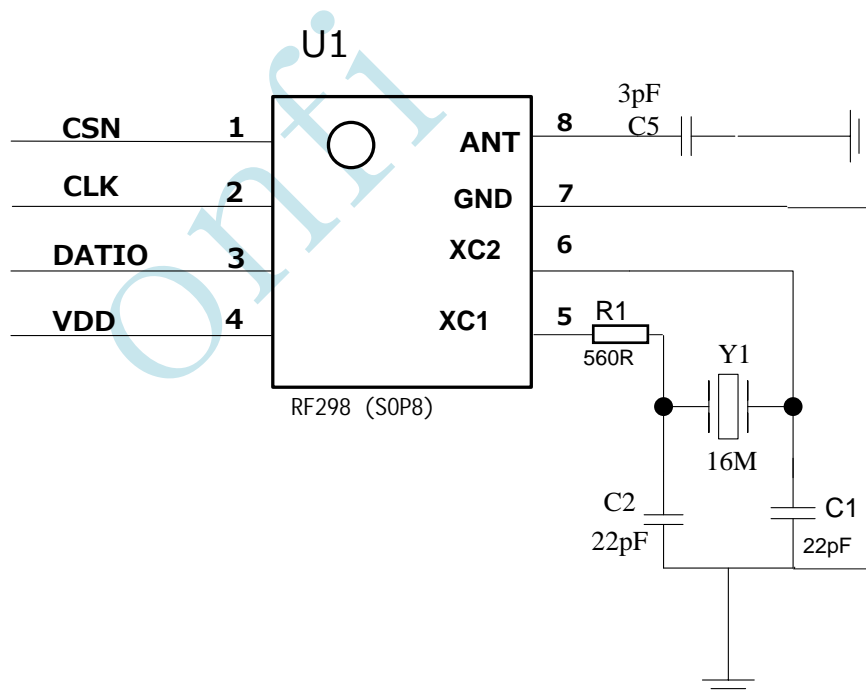 U1
CSN 1
CLK 2
DATIO 3
VDD 4
ANT 8
GND 7
XC2 6
XC1 5
3pF
C5
R1
560R
Y1
16M
C2
22pF
C1
22pF
RF298 (SOP8)
onfi